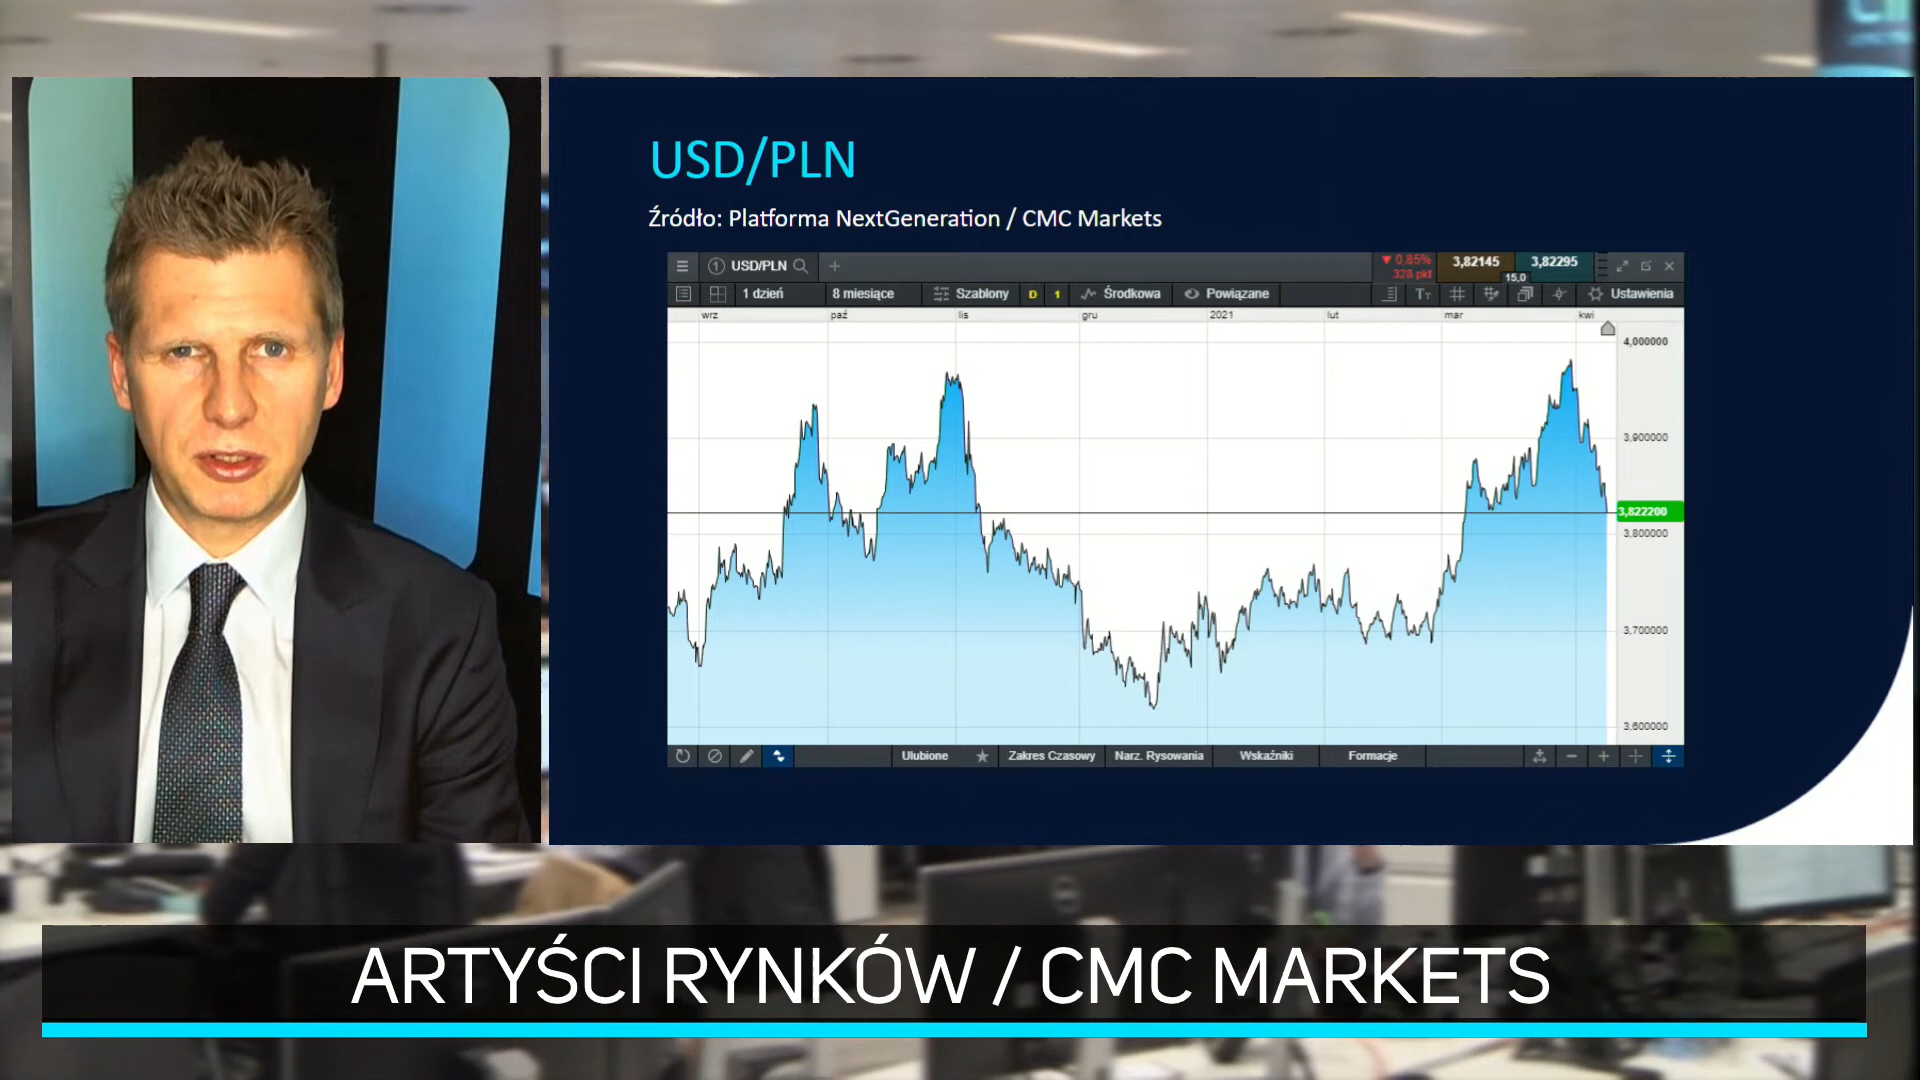 USD/PLN
Źródło: Platforma NextGeneration / CMC Markets
1 USD/PLN
0,85%
328 pkt
3,82145
3,82295
15,0
1 dzień
8 miesiące
Szablony
D
1
Środkowa
Powiązane
Ustawienia
wrz
paź
lis
gru
2021
lut
mar
kwi
4,000000
3,900000
3,822200
3,800000
3,700000
3,600000
Ulubione
Zakres Czasowy
Narz. Rysowania
Wskaźniki
Formacje
ARTYŚCI RYNKÓW / CMC MARKETS